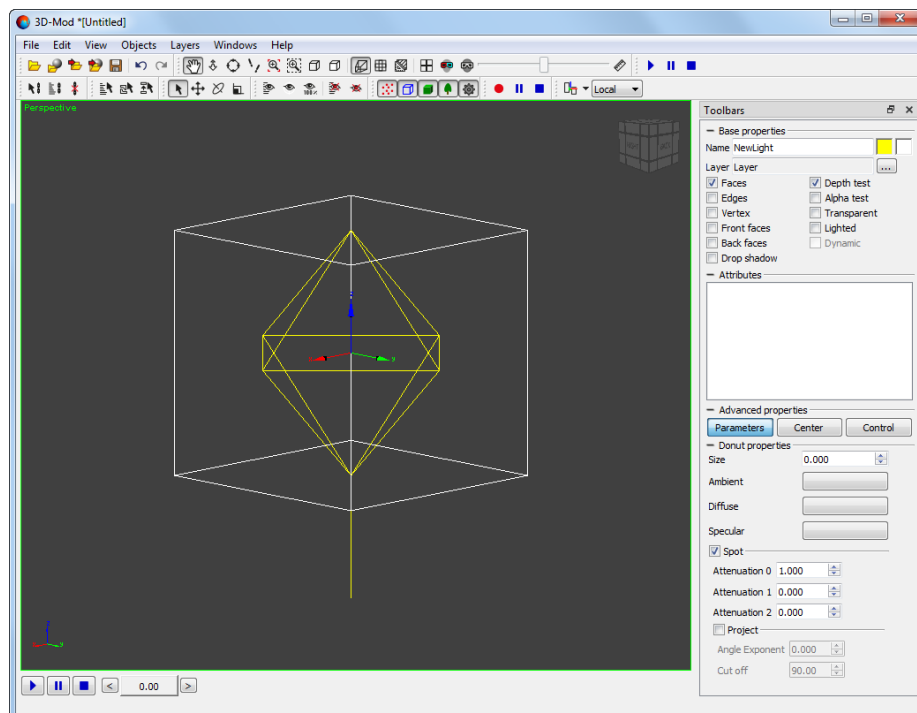 3D-Mod *[Untitled]
File Edit View Objects Layers Windows Help
Local
Perspective
Toolbars
Base properties
Name NewLight
Layer Layer ...
Faces Depth test
Edges Alpha test
Vertex Transparent
Front faces Lighted
Back faces Dynamic
Drop shadow
Attributes
Advanced properties
Parameters Center Control
Donut properties
Size 0.000
Ambient
Diffuse
Specular
Spot
Attenuation 0 1.000
Attenuation 1 0.000
Attenuation 2 0.000
Project
Angle Exponent 0.000
Cut off 90.00
< 0.00 >